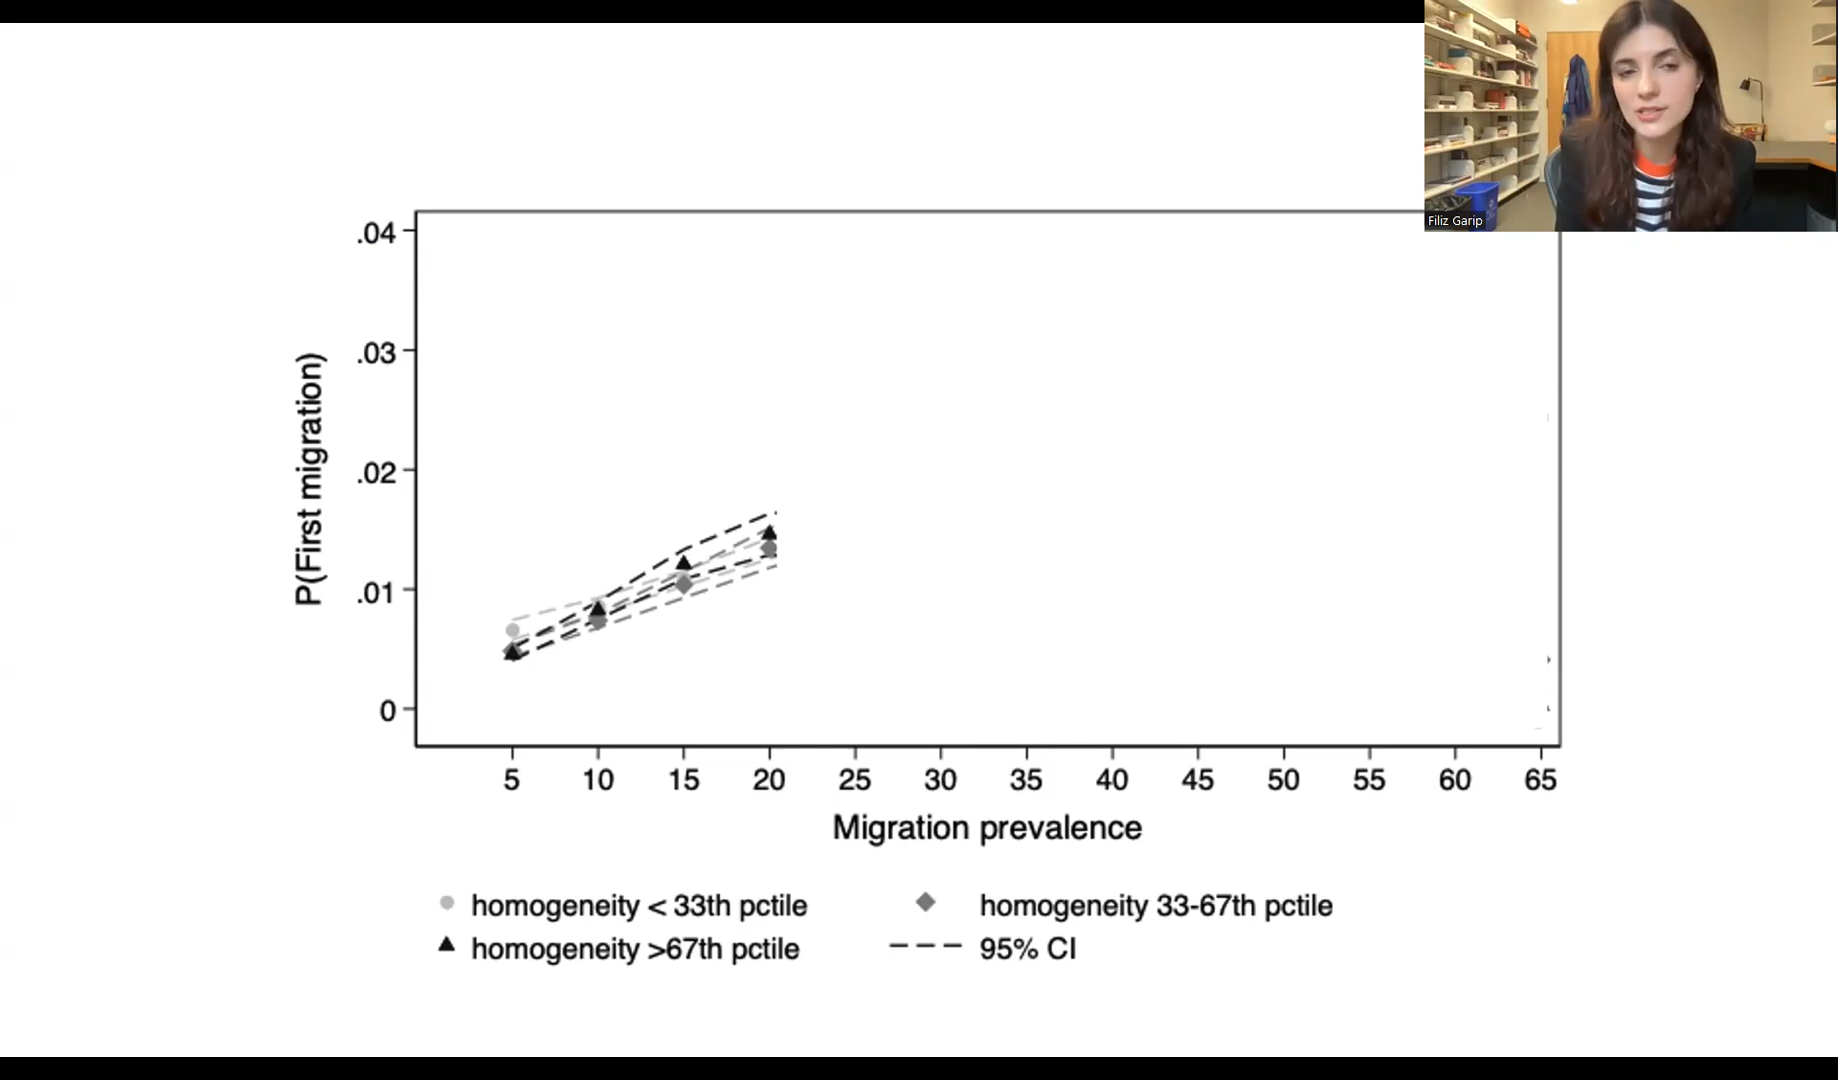 Filiz Garip
.04
.03
.02
.01
0
P(First migration)
5 10 15 20 25 30 35 40 45 50 55 60 65
Migration prevalence
homogeneity < 33th pctile
homogeneity 33-67th pctile
homogeneity >67th pctile
95% CI